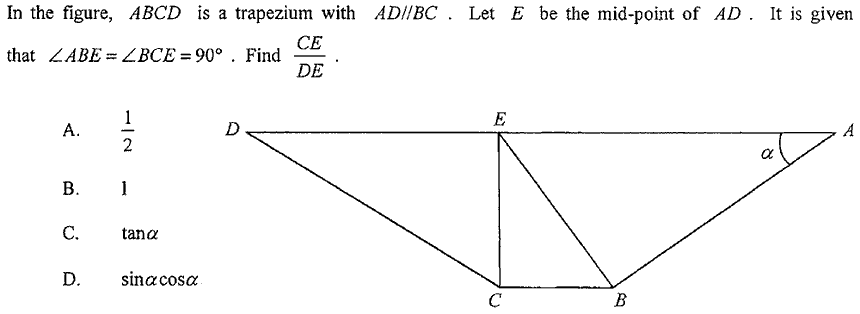 In the figure, ABCD is a trapezium with AD//BC . Let E be the mid-point of AD . It is given
that ∠ABE = ∠BCE = 90° . Find CE/DE .
A. 1/2
B. 1
C. tanα
D. sinαcosα
D E A
α
C B